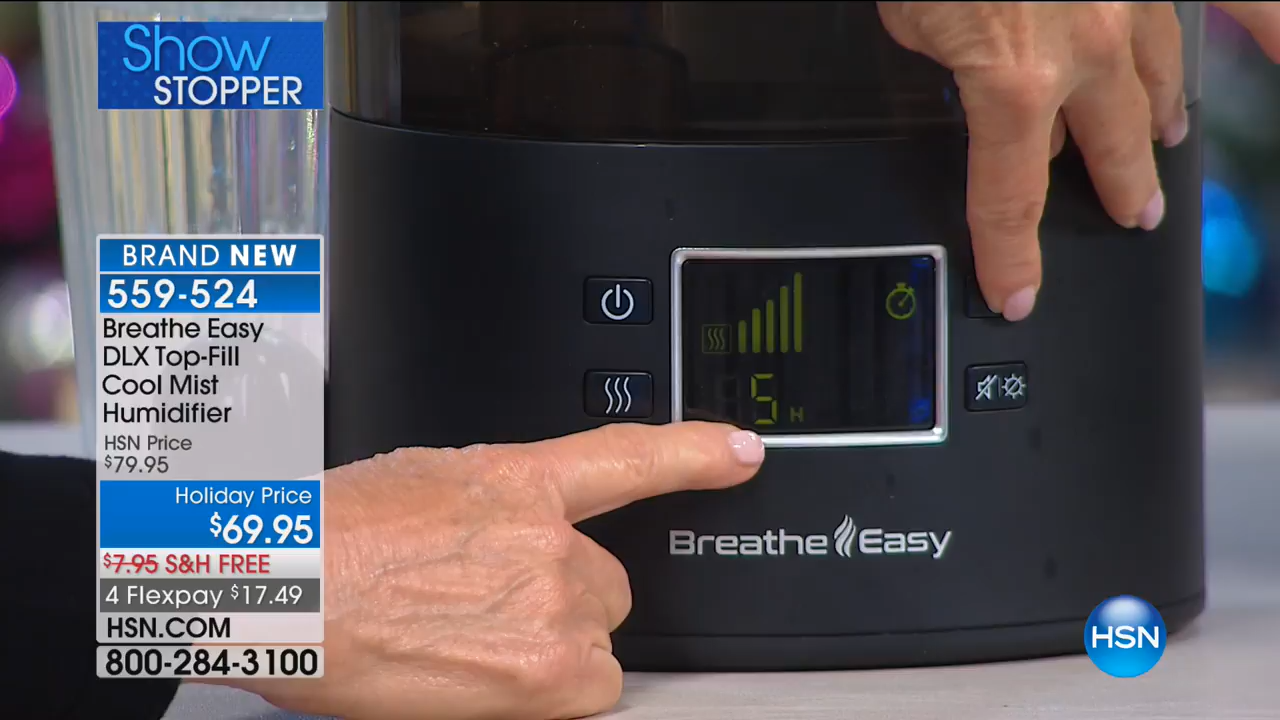 Show
STOPPER
BRAND NEW
559-524
Breathe Easy
DLX Top-Fill
Cool Mist
Humidifier
HSN Price
$79.95
Holiday Price
$69.95
$7.95 S&H FREE
4 Flexpay $17.49
HSN.COM
800-284-3100
5 H
Breathe Easy
HSN